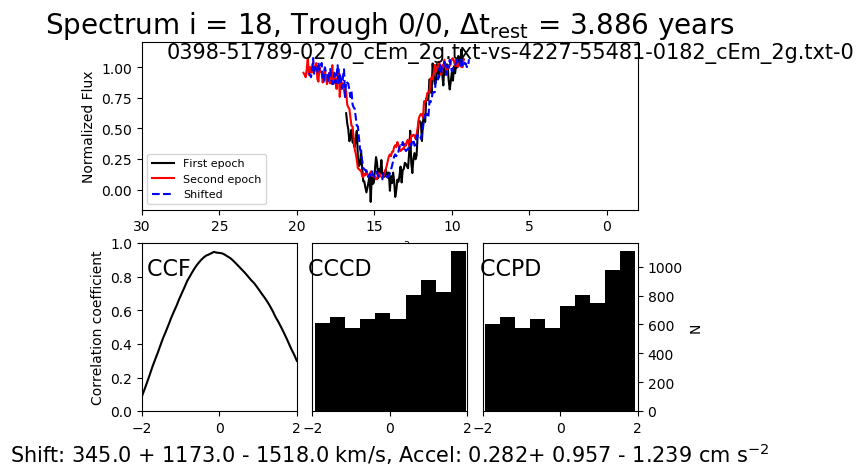 Spectrum i = 18, Trough 0/0, Δt_rest = 3.886 years
0398-51789-0270_cEm_2g.txt-vs-4227-55481-0182_cEm_2g.txt-0
Normalized Flux
1.00
0.75
0.50
0.25
0.00
First epoch
Second epoch
Shifted
30 25 20 15 10 5 0
Correlation coefficient
1.0
0.8
0.6
0.4
0.2
0.0
CCF
CCCD
CCPD
1000
800
600
400
200
0
N
−2 0 2
−2 0 2
−2 0 2
Shift: 345.0 + 1173.0 - 1518.0 km/s, Accel: 0.282+ 0.957 - 1.239 cm s⁻²